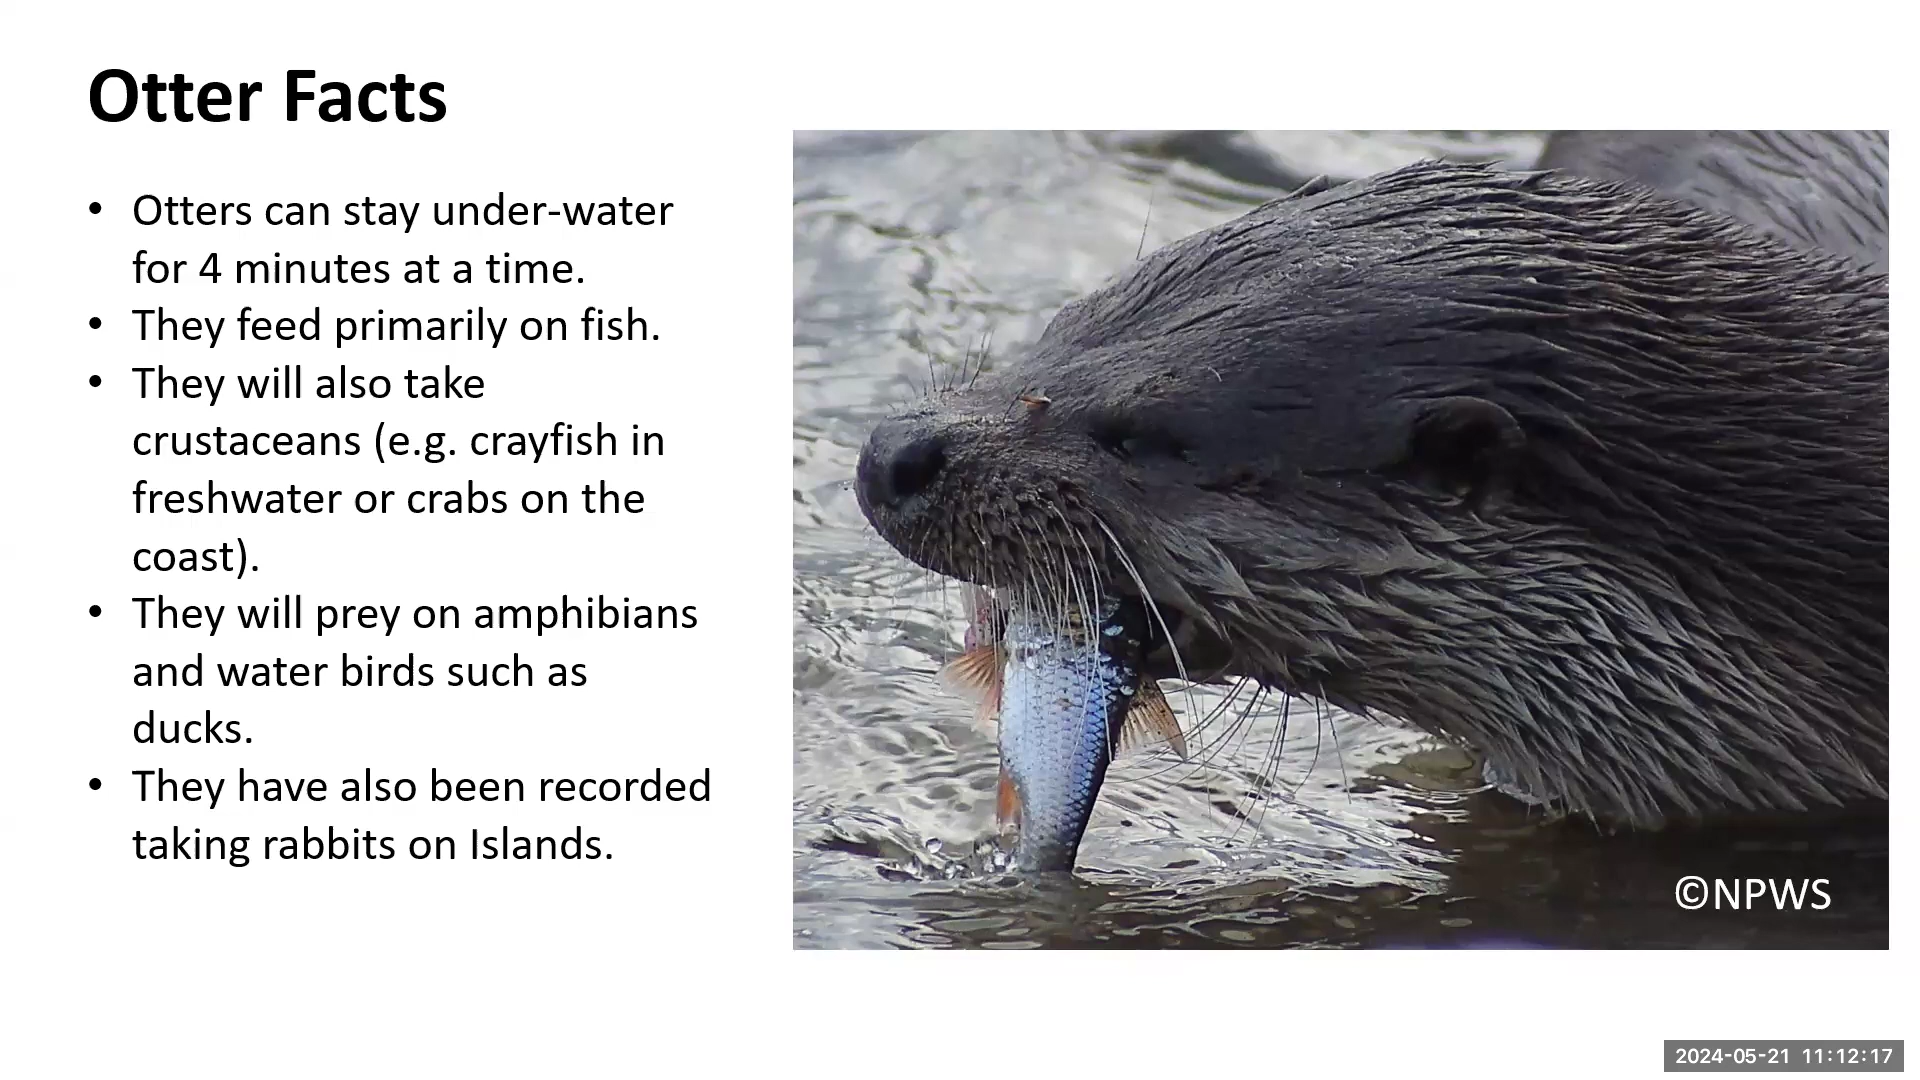 Otter Facts
• Otters can stay under-water
for 4 minutes at a time.
• They feed primarily on fish.
• They will also take
crustaceans (e.g. crayfish in
freshwater or crabs on the
coast).
• They will prey on amphibians
and water birds such as
ducks.
• They have also been recorded
taking rabbits on Islands.
©NPWS
2024-05-21 11:12:17